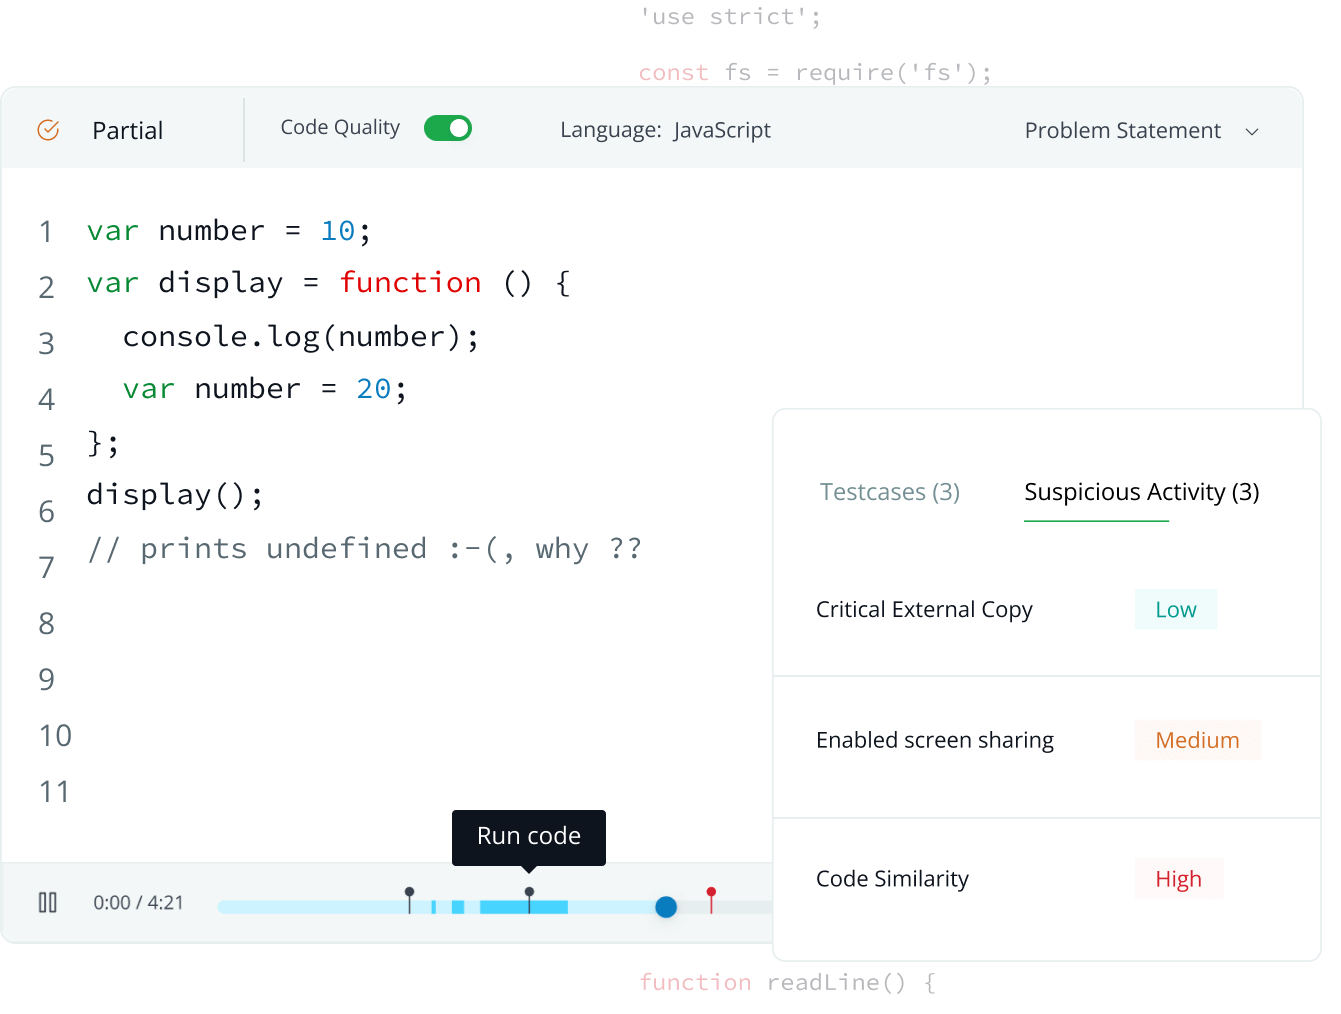 'use strict';
const fs = require('fs');
Partial
Code Quality
Language: JavaScript
Problem Statement
1 var number = 10;
2 var display = function () {
3 console.log(number);
4 var number = 20;
5 };
6 display();
7 // prints undefined :-(, why ??
8
9
10
11
Testcases (3)
Suspicious Activity (3)
Critical External Copy Low
Enabled screen sharing Medium
Code Similarity High
Run code
0:00 / 4:21
function readLine() {